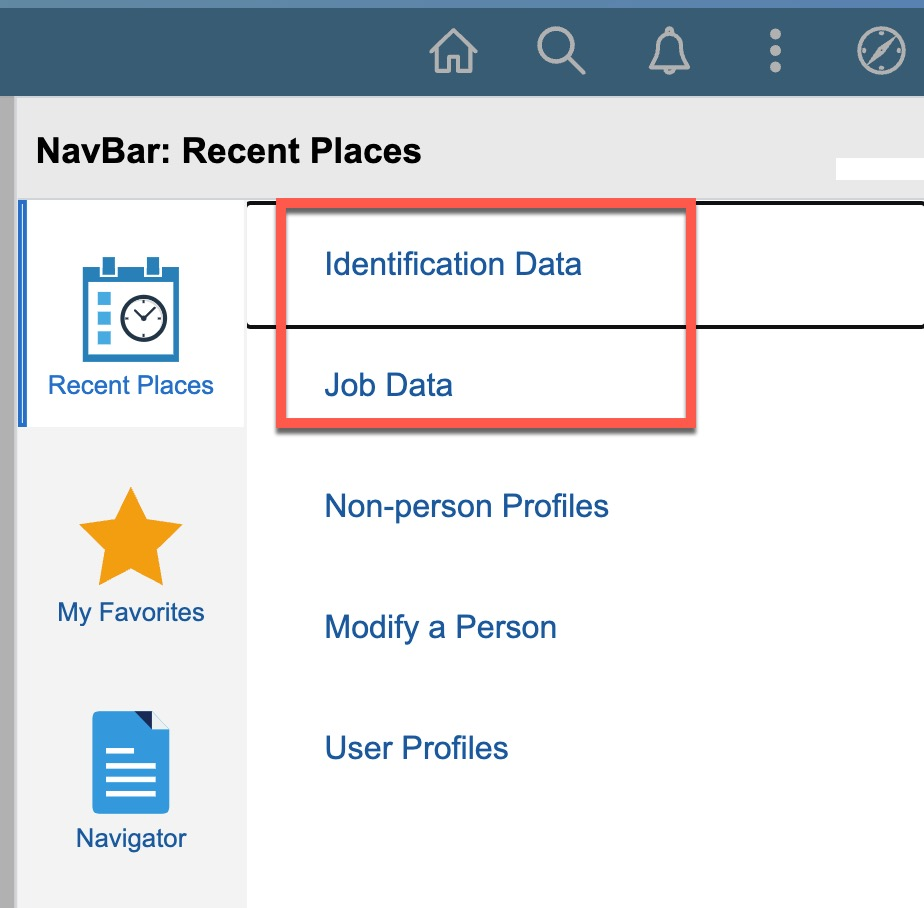 NavBar: Recent Places
Recent Places
My Favorites
Navigator
Identification Data
Job Data
Non-person Profiles
Modify a Person
User Profiles